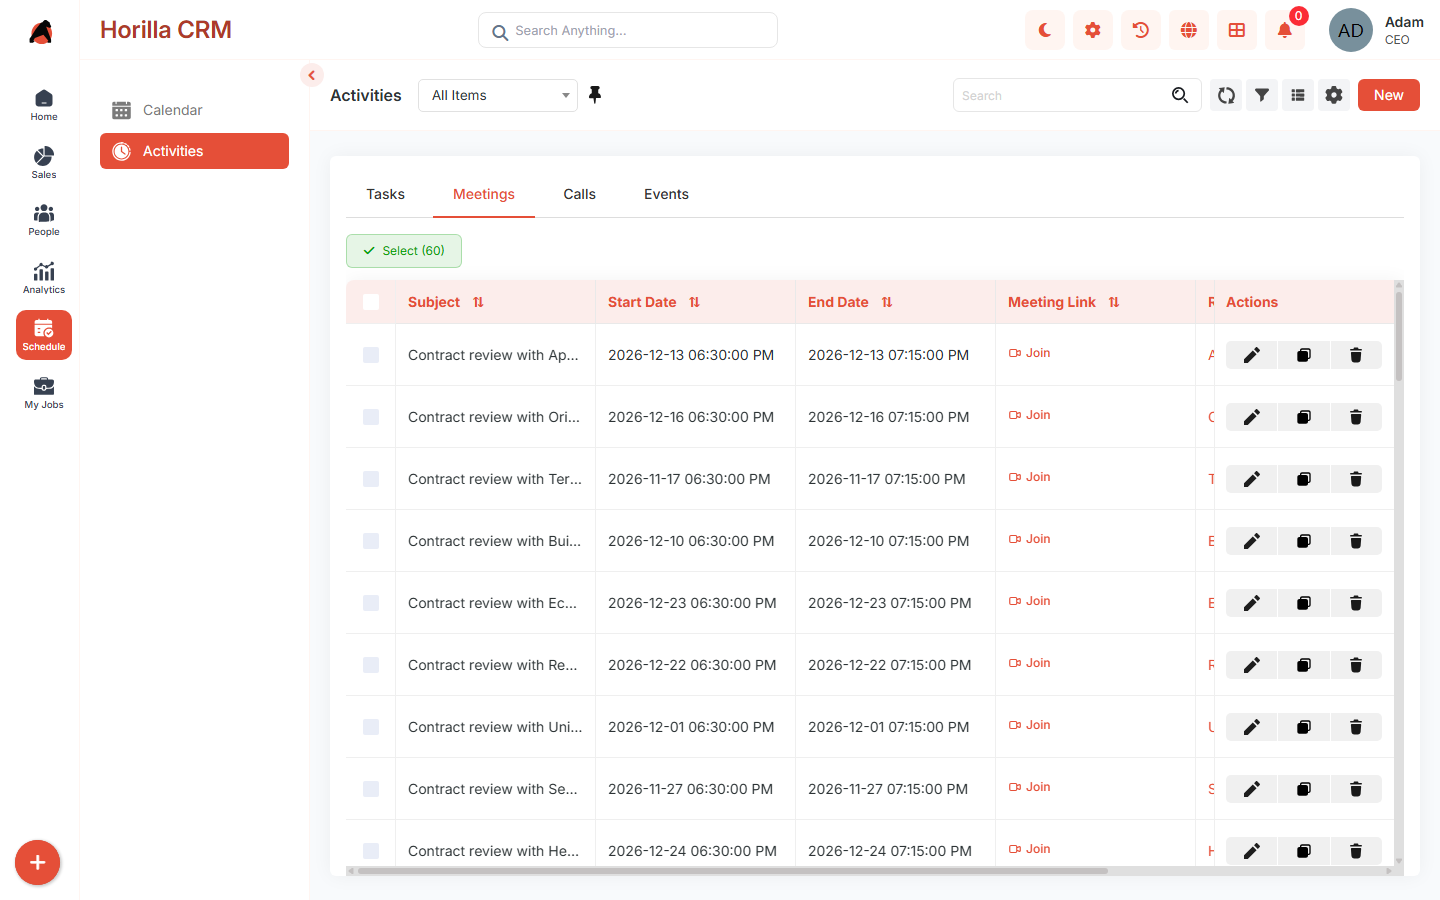 Horilla CRM
Search Anything...
0
AD
Adam
CEO
Home
Sales
People
Analytics
Schedule
My Jobs
Calendar
Activities
Activities
All Items
Search
New
Tasks
Meetings
Calls
Events
Select (60)
Subject Start Date End Date Meeting Link Actions
Contract review with Ap... 2026-12-13 06:30:00 PM 2026-12-13 07:15:00 PM Join
Contract review with Ori... 2026-12-16 06:30:00 PM 2026-12-16 07:15:00 PM Join
Contract review with Ter... 2026-11-17 06:30:00 PM 2026-11-17 07:15:00 PM Join
Contract review with Bui... 2026-12-10 06:30:00 PM 2026-12-10 07:15:00 PM Join
Contract review with Ec... 2026-12-23 06:30:00 PM 2026-12-23 07:15:00 PM Join
Contract review with Re... 2026-12-22 06:30:00 PM 2026-12-22 07:15:00 PM Join
Contract review with Uni... 2026-12-01 06:30:00 PM 2026-12-01 07:15:00 PM Join
Contract review with Se... 2026-11-27 06:30:00 PM 2026-11-27 07:15:00 PM Join
Contract review with He... 2026-12-24 06:30:00 PM 2026-12-24 07:15:00 PM Join